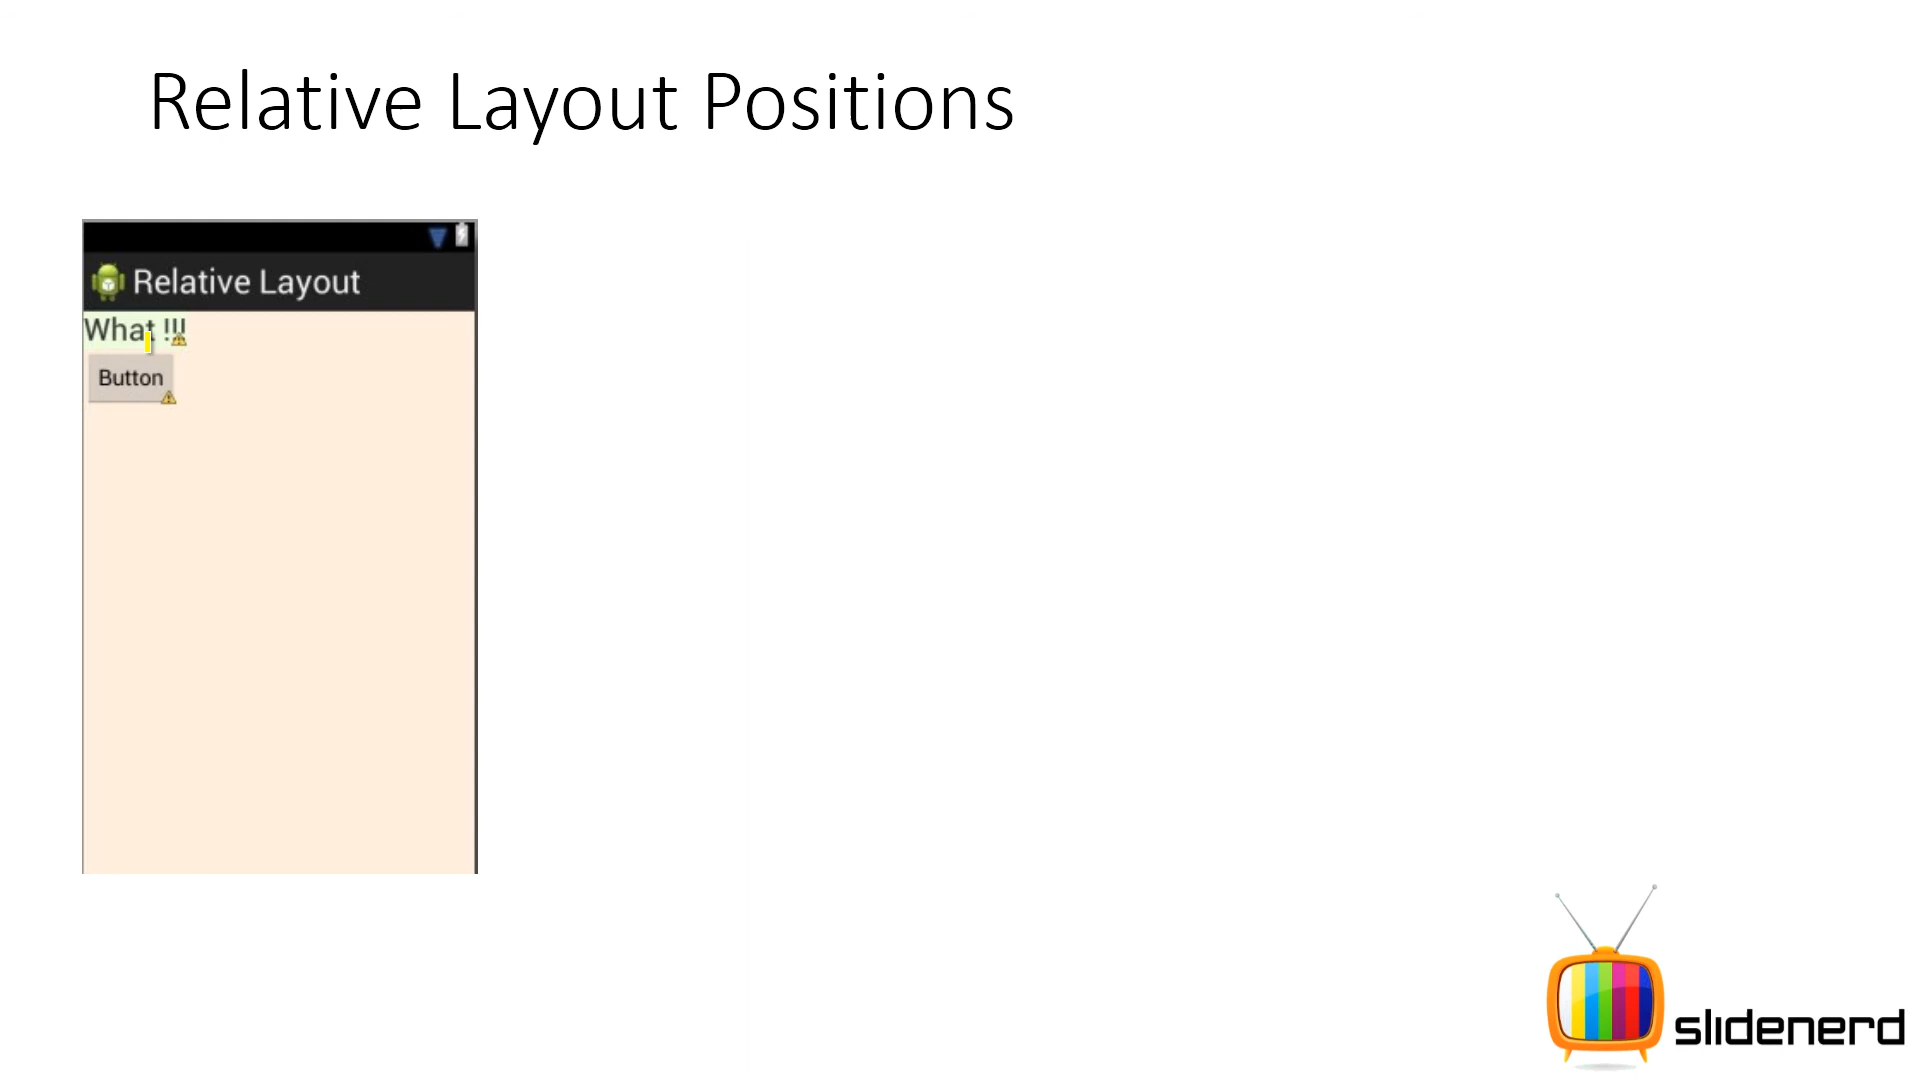 Relative Layout Positions
Relative Layout
What !!!
Button
slidenerd